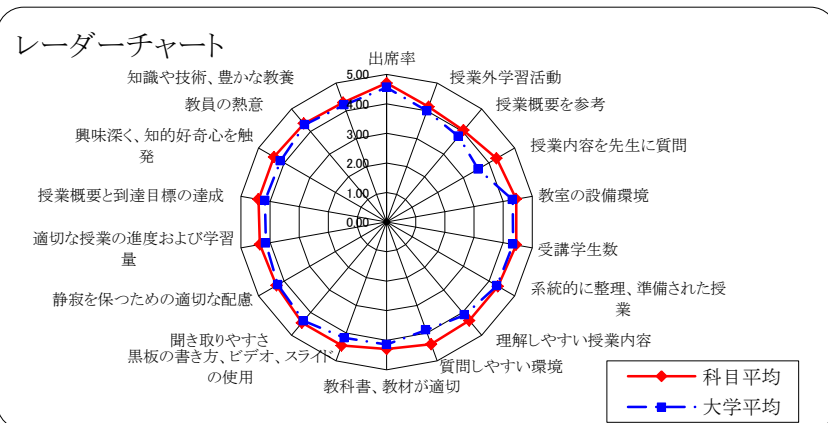 レーダーチャート
出席率
授業外学習活動
授業概要を参考
授業内容を先生に質問
教室の設備環境
受講学生数
系統的に整理、準備された授
業
理解しやすい授業内容
質問しやすい環境
教科書、教材が適切
黒板の書き方、ビデオ、スライド
の使用
聞き取りやすさ
静寂を保つための適切な配慮
適切な授業の進度および学習
量
授業概要と到達目標の達成
興味深く、知的好奇心を触
発
教員の熱意
知識や技術、豊かな教養
5.00
4.00
3.00
2.00
1.00
0.00
科目平均
大学平均